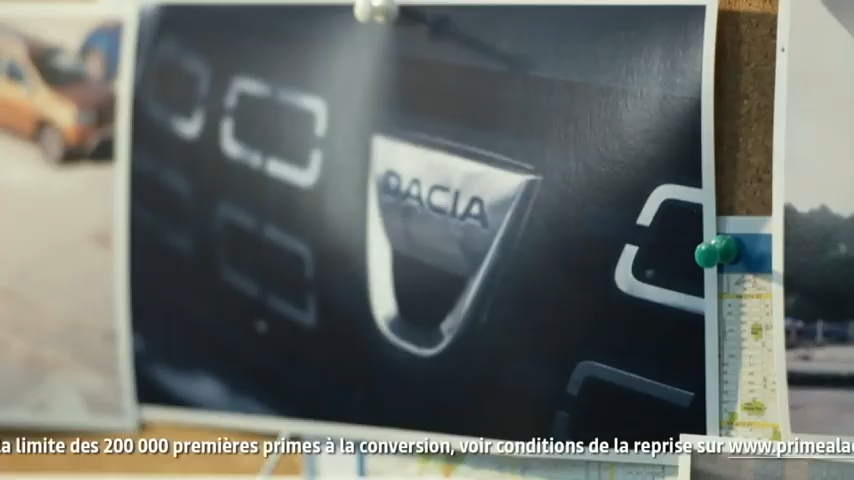 DACIA
la limite des 200 000 premières primes à la conversion, voir conditions de la reprise sur www.primealac